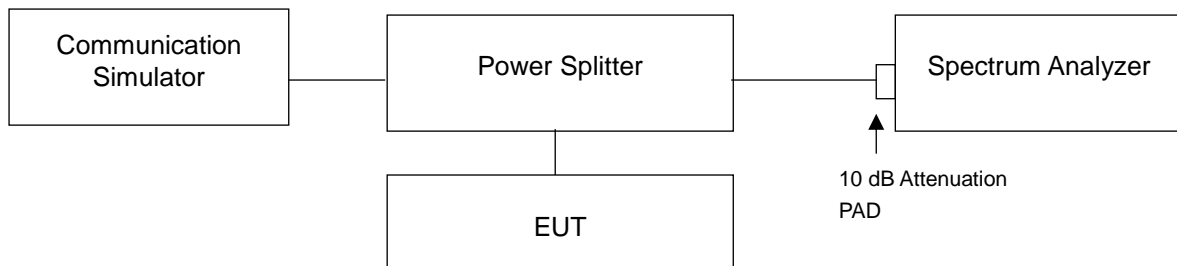 Communication
Simulator
Power Splitter
Spectrum Analyzer
10 dB Attenuation
PAD
EUT